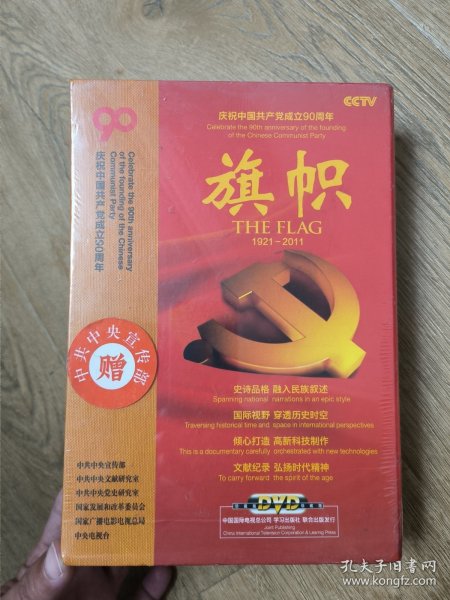 CCTV
庆祝中国共产党成立90周年
Celebrate the 90th anniversary of the founding
of the Chinese Communist Party
旗帜
THE FLAG
1921-2011
90
Celebrate the 90th anniversary
of the founding of the Chinese
Communist Party
庆祝中国共产党成立90周年
中共中央宣传部
赠
史诗品格 融入民族叙述
Spanning national narrations in an epic style
国际视野 穿透历史时空
Traversing historical time and space in international perspectives
倾心打造 高新科技制作
This is a documentary carefully orchestrated with new technologies
文献纪录 弘扬时代精神
To carry forward the spirit of the age
中共中央宣传部
中共中央文献研究室
中共中央党史研究室
国家发展和改革委员会
国家广播电影电视总局
中央电视台
DVD
中国国际电视总公司 学习出版社 联合出版发行
Joint Publishing
China International Television Corporation & Learning Press
孔夫子旧书网
www.kongfz.com